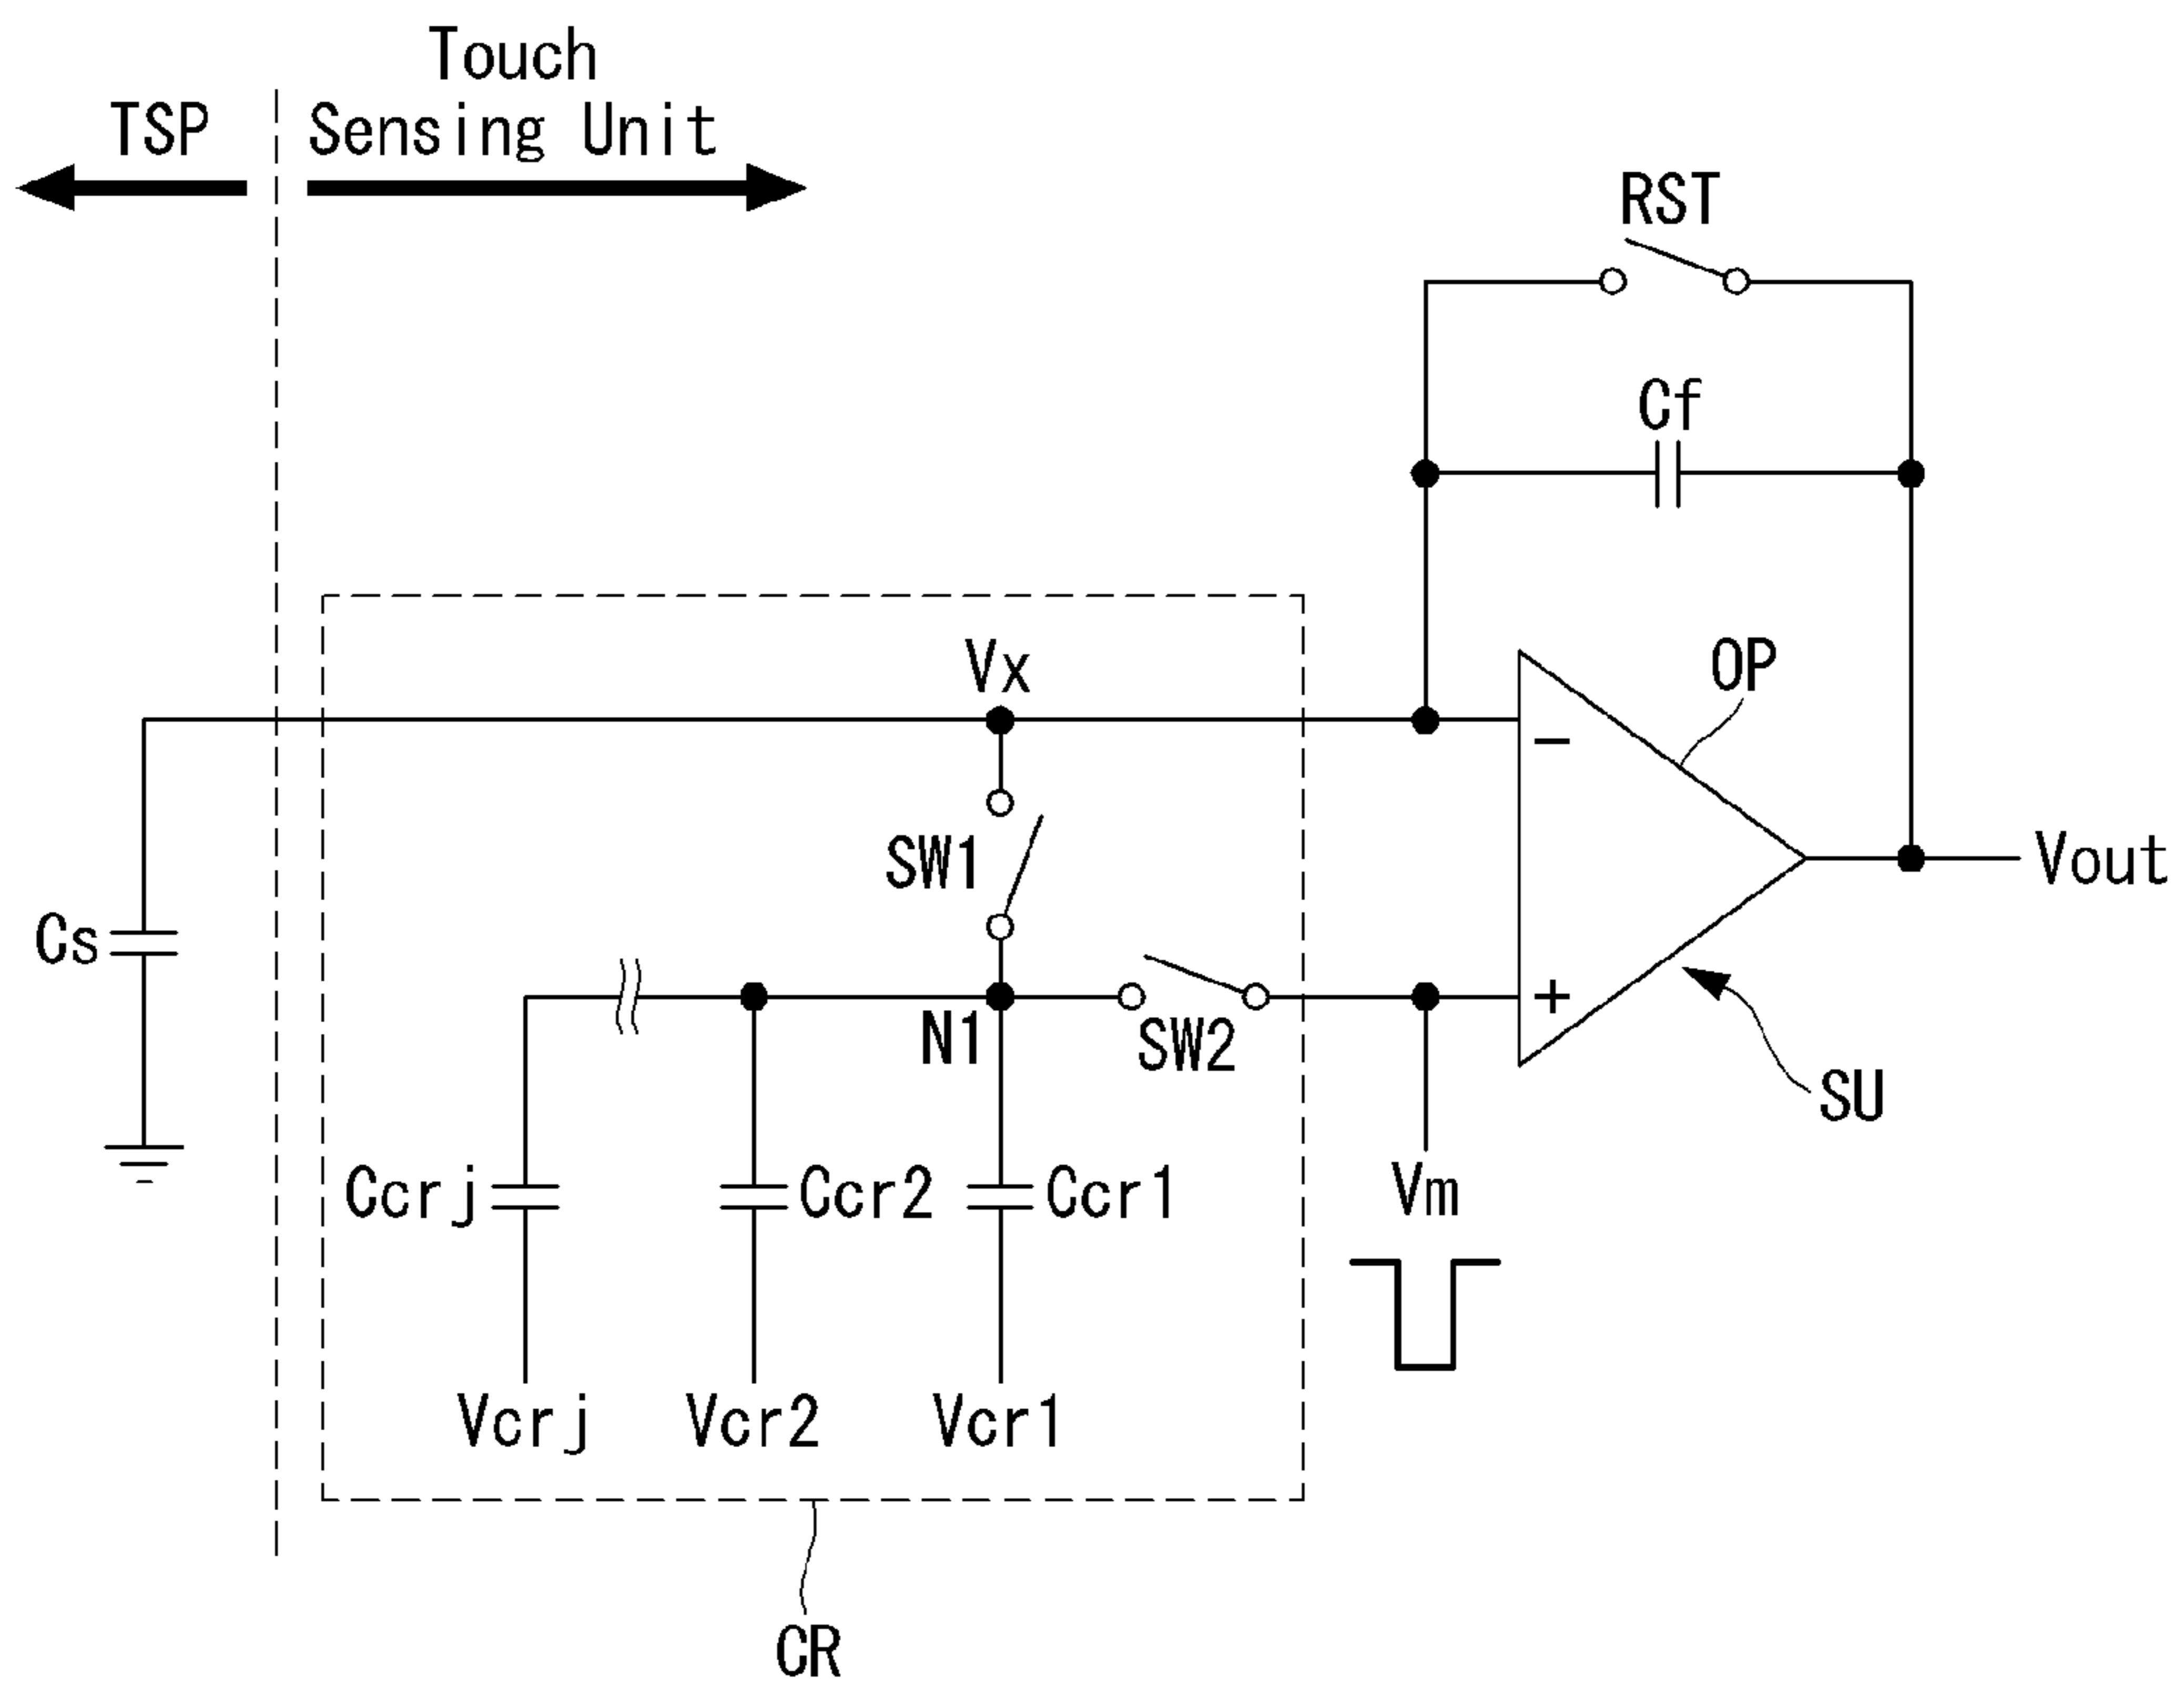 Touch
TSP
Sensing Unit
RST
Cf
Vx
OP
−
SW1
Vout
Cs
N1
SW2
+
SU
Ccrj
Ccr2
Ccr1
Vm
Vcrj
Vcr2
Vcr1
CR